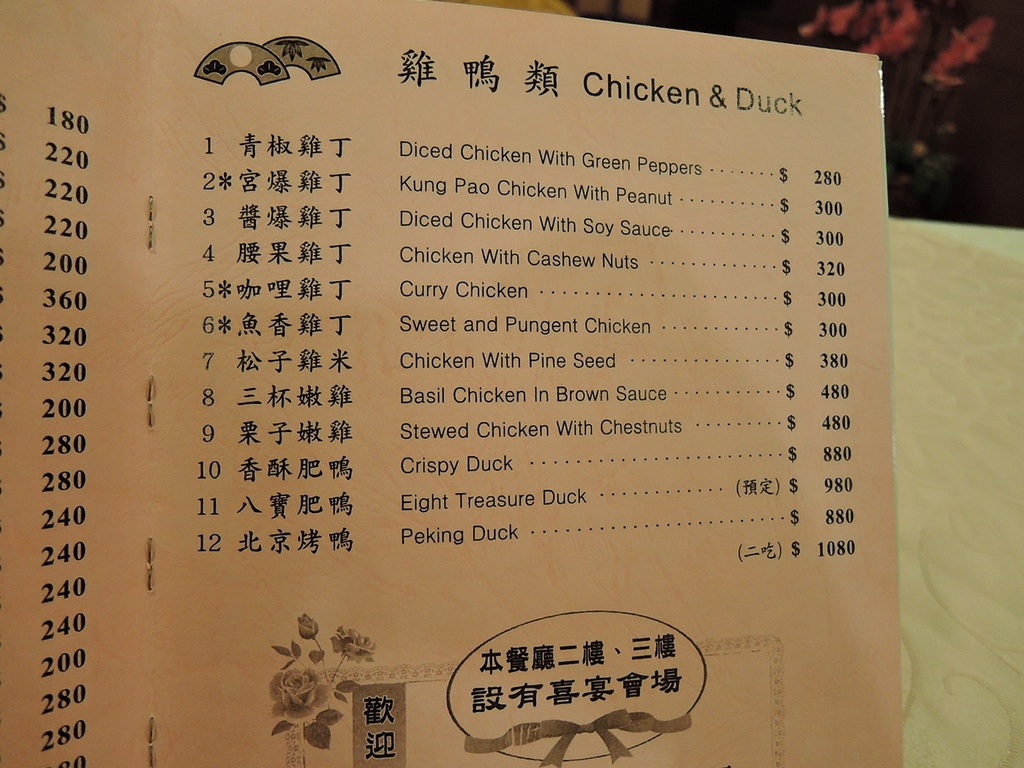 $ 180
220
220
220
200
360
320
320
200
280
280
240
240
240
240
200
280
280
雞鴨類 Chicken & Duck
1 青椒雞丁 Diced Chicken With Green Peppers ······· $ 280
2* 宮爆雞丁 Kung Pao Chicken With Peanut ·········· $ 300
3 醬爆雞丁 Diced Chicken With Soy Sauce ··········· $ 300
4 腰果雞丁 Chicken With Cashew Nuts ············· $ 320
5* 咖哩雞丁 Curry Chicken ························ $ 300
6* 魚香雞丁 Sweet and Pungent Chicken ············ $ 300
7 松子雞米 Chicken With Pine Seed ··············· $ 380
8 三杯嫩雞 Basil Chicken In Brown Sauce ··········· $ 480
9 栗子嫩雞 Stewed Chicken With Chestnuts ········· $ 480
10 香酥肥鴨 Crispy Duck ·························· $ 880
11 八寶肥鴨 Eight Treasure Duck ············ (預定) $ 980
12 北京烤鴨 Peking Duck ·························· $ 880
(二吃) $ 1080
本餐廳二樓、三樓
設有喜宴會場
歡迎